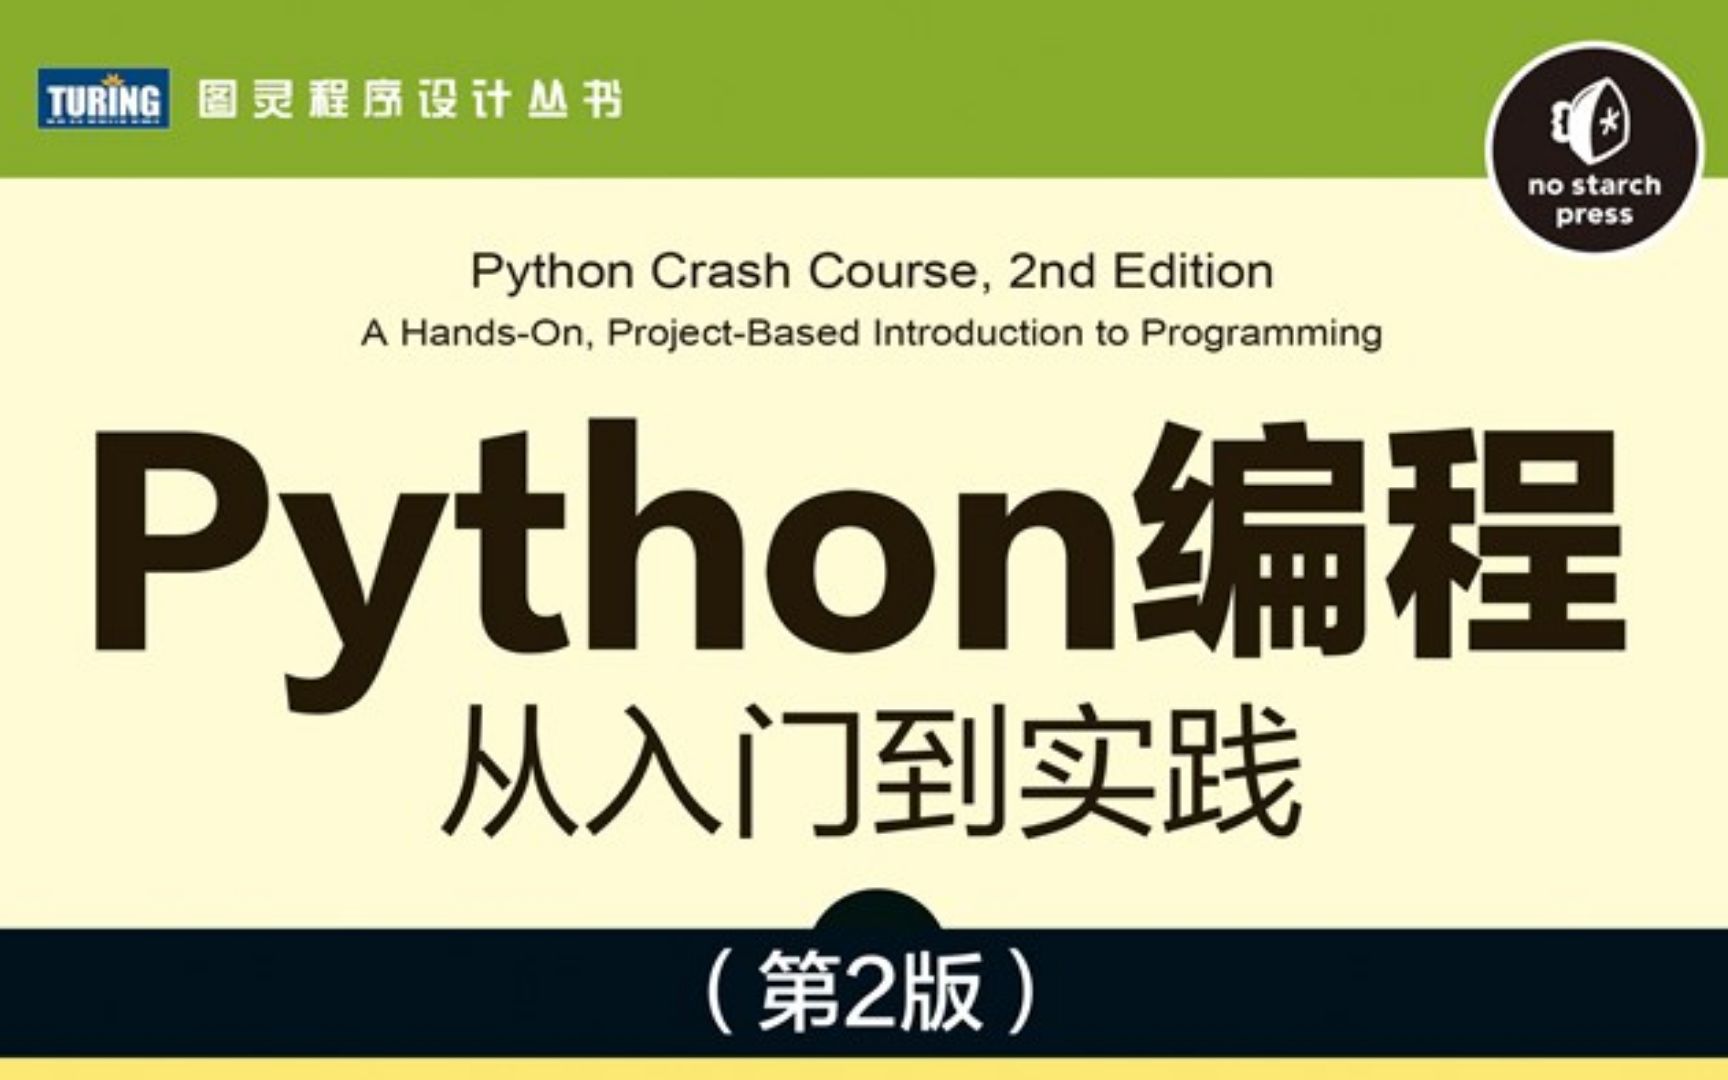 TURING 图灵程序设计丛书
no starch
press
Python Crash Course, 2nd Edition
A Hands-On, Project-Based Introduction to Programming
Python编程
从入门到实践
（第2版）